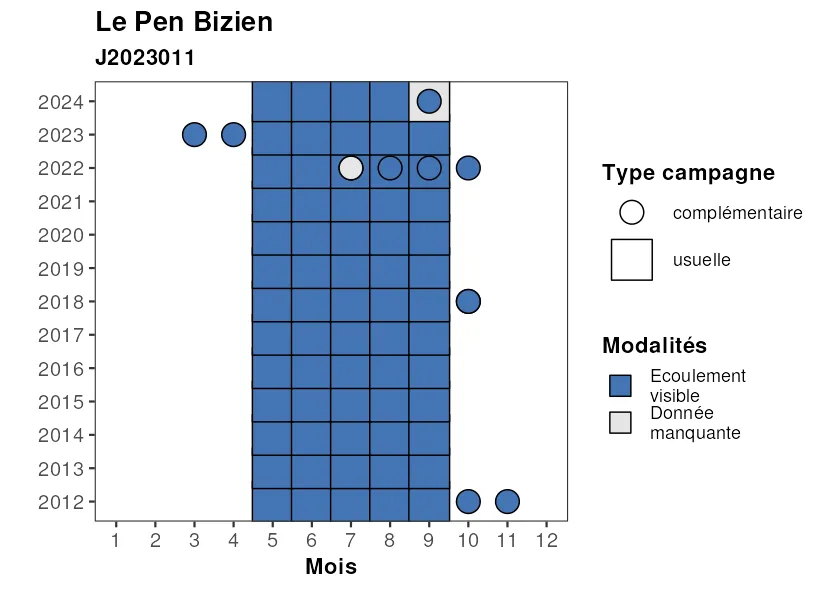 Le Pen Bizien
J2023011
2024
2023
2022
2021
2020
2019
2018
2017
2016
2015
2014
2013
2012
1 2 3 4 5 6 7 8 9 10 11 12
Mois
Type campagne
complémentaire
usuelle
Modalités
Ecoulement
visible
Donnée
manquante